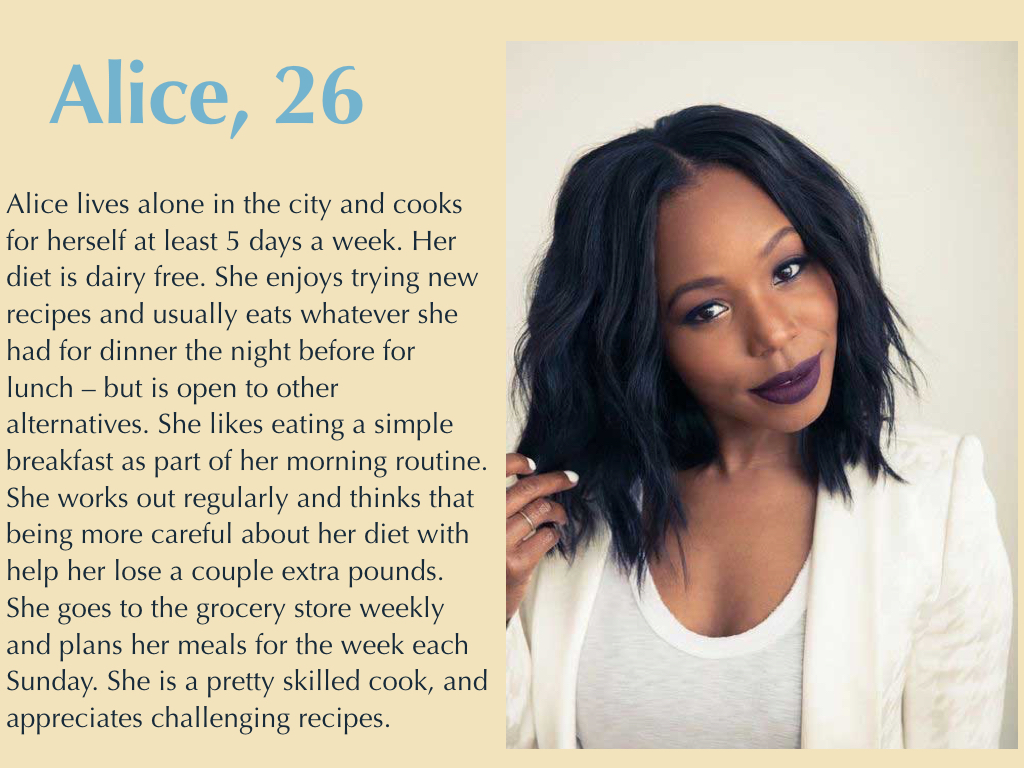 Alice, 26
Alice lives alone in the city and cooks
for herself at least 5 days a week. Her
diet is dairy free. She enjoys trying new
recipes and usually eats whatever she
had for dinner the night before for
lunch – but is open to other
alternatives. She likes eating a simple
breakfast as part of her morning routine.
She works out regularly and thinks that
being more careful about her diet with
help her lose a couple extra pounds.
She goes to the grocery store weekly
and plans her meals for the week each
Sunday. She is a pretty skilled cook, and
appreciates challenging recipes.